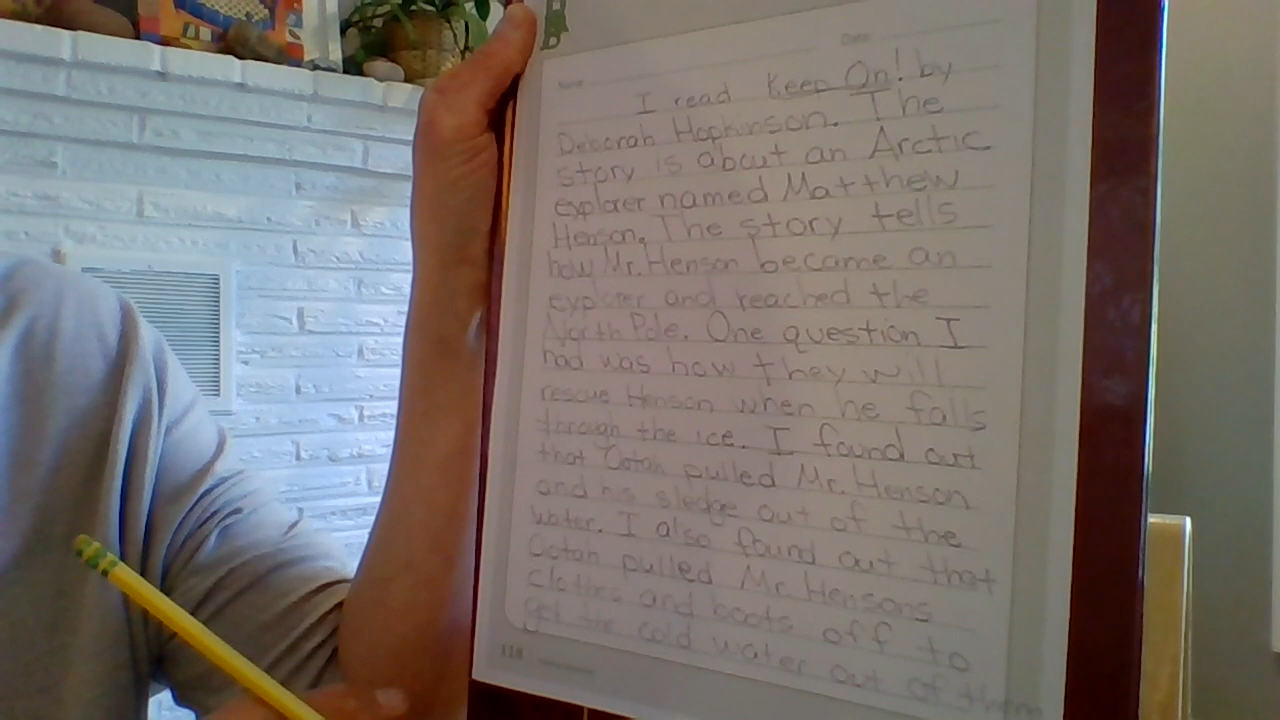 Name
Date
I read Keep On! by
Deborah Hopkinson. The
story is about an Arctic
explorer named Matthew
Henson. The story tells
how Mr. Henson became an
explorer and reached the
North Pole. One question I
had was how they will
rescue Henson when he falls
through the ice. I found out
that Ootah pulled Mr. Henson
and his sledge out of the
water. I also found out that
Ootah pulled Mr. Hensons
clothes and boots off to
get the cold water out of them
118